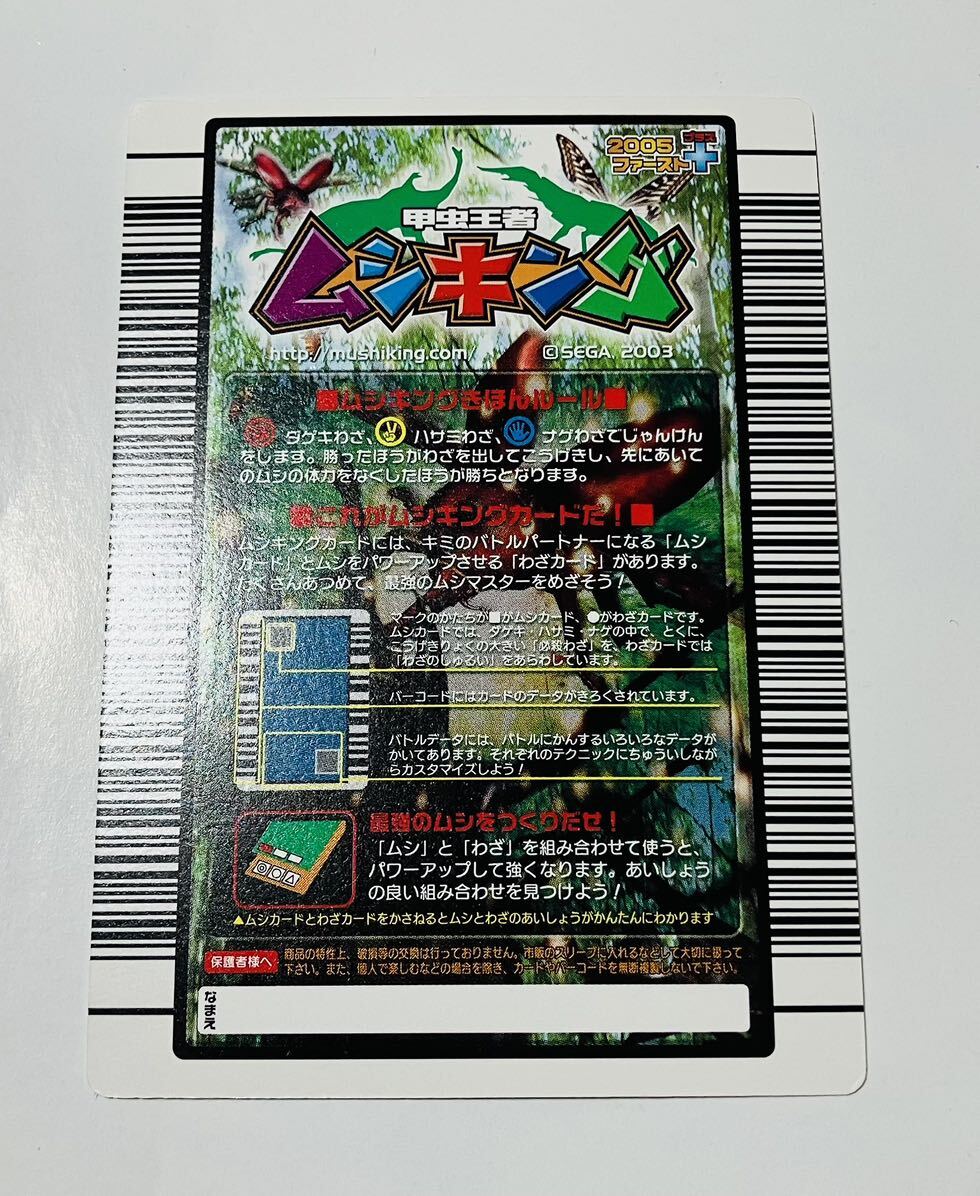 2005 プラス
ファースト
甲虫王者
ムシキング
TM
http://mushiking.com/ ©SEGA, 2003
■ムシキングきほんルール■
ダゲキわざ、 ハサミわざ、 ナゲわざでじゃんけん
をします。勝ったほうがわざを出してこうげきし、先にあいて
のムシの体力をなくしたほうが勝ちとなります。
■これがムシキングカードだ!■
ムシキングカードには、キミのバトルパートナーになる「ムシ
カード」とムシをパワーアップさせる「わざカード」があります。
たくさんあつめて、最強のムシマスターをめざそう!
マークのかたちが■がムシカード、●がわざカードです。
ムシカードでは、ダゲキ・ハサミ・ナゲの中で、とくに、
こうげきりょくの大きい「必殺わざ」を、わざカードでは
「わざのしゅるい」をあらわしています。
バーコードにはカードのデータがきろくされています。
バトルデータには、バトルにかんするいろいろなデータが
かいてあります。それぞれのテクニックにちゅういしなが
らカスタマイズしよう!
最強のムシをつくりだせ!
「ムシ」と「わざ」を組み合わせて使うと、
パワーアップして強くなります。あいしょう
の良い組み合わせを見つけよう!
▲ムシカードとわざカードをかさねるとムシとわざのあいしょうがかんたんにわかります
保護者様へ 商品の特性上、破損等の交換は行っておりません。市販のスリーブに入れるなどして大切に扱って
下さい。また、個人で楽しむなどの場合を除き、カードやバーコードを無断複製しないで下さい。
なまえ